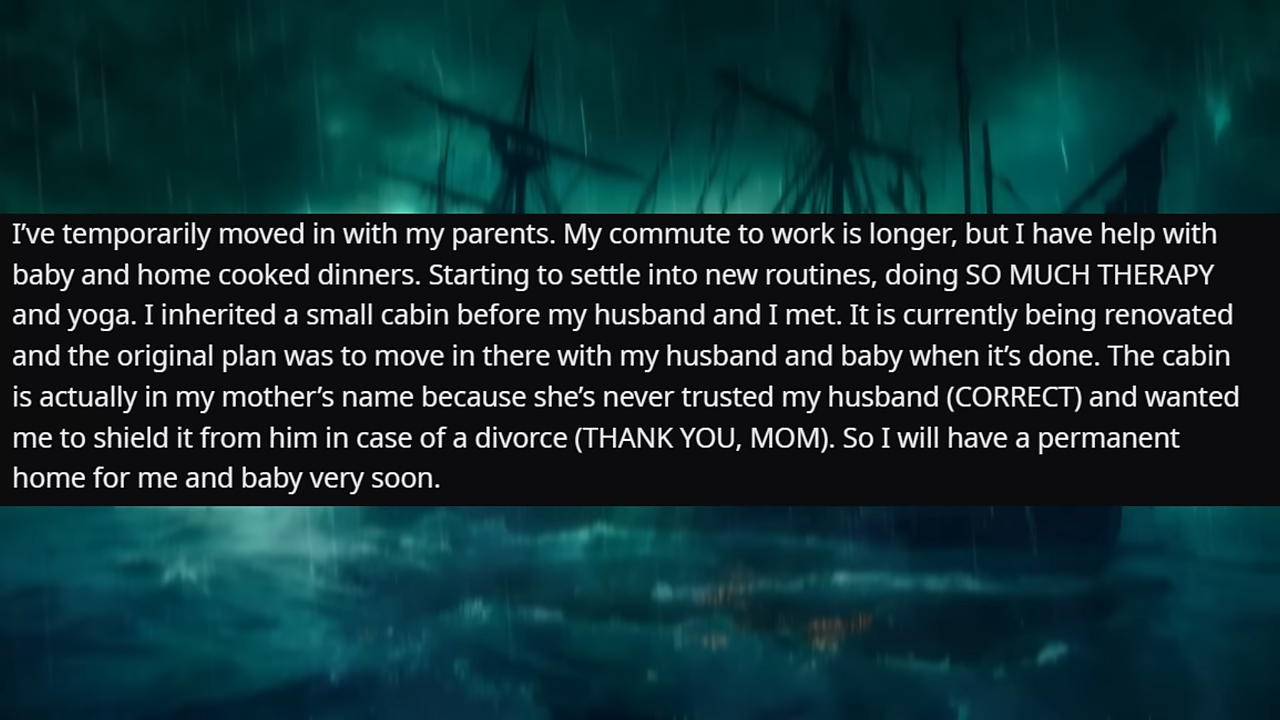 I’ve temporarily moved in with my parents. My commute to work is longer, but I have help with
baby and home cooked dinners. Starting to settle into new routines, doing SO MUCH THERAPY
and yoga. I inherited a small cabin before my husband and I met. It is currently being renovated
and the original plan was to move in there with my husband and baby when it’s done. The cabin
is actually in my mother’s name because she’s never trusted my husband (CORRECT) and wanted
me to shield it from him in case of a divorce (THANK YOU, MOM). So I will have a permanent
home for me and baby very soon.